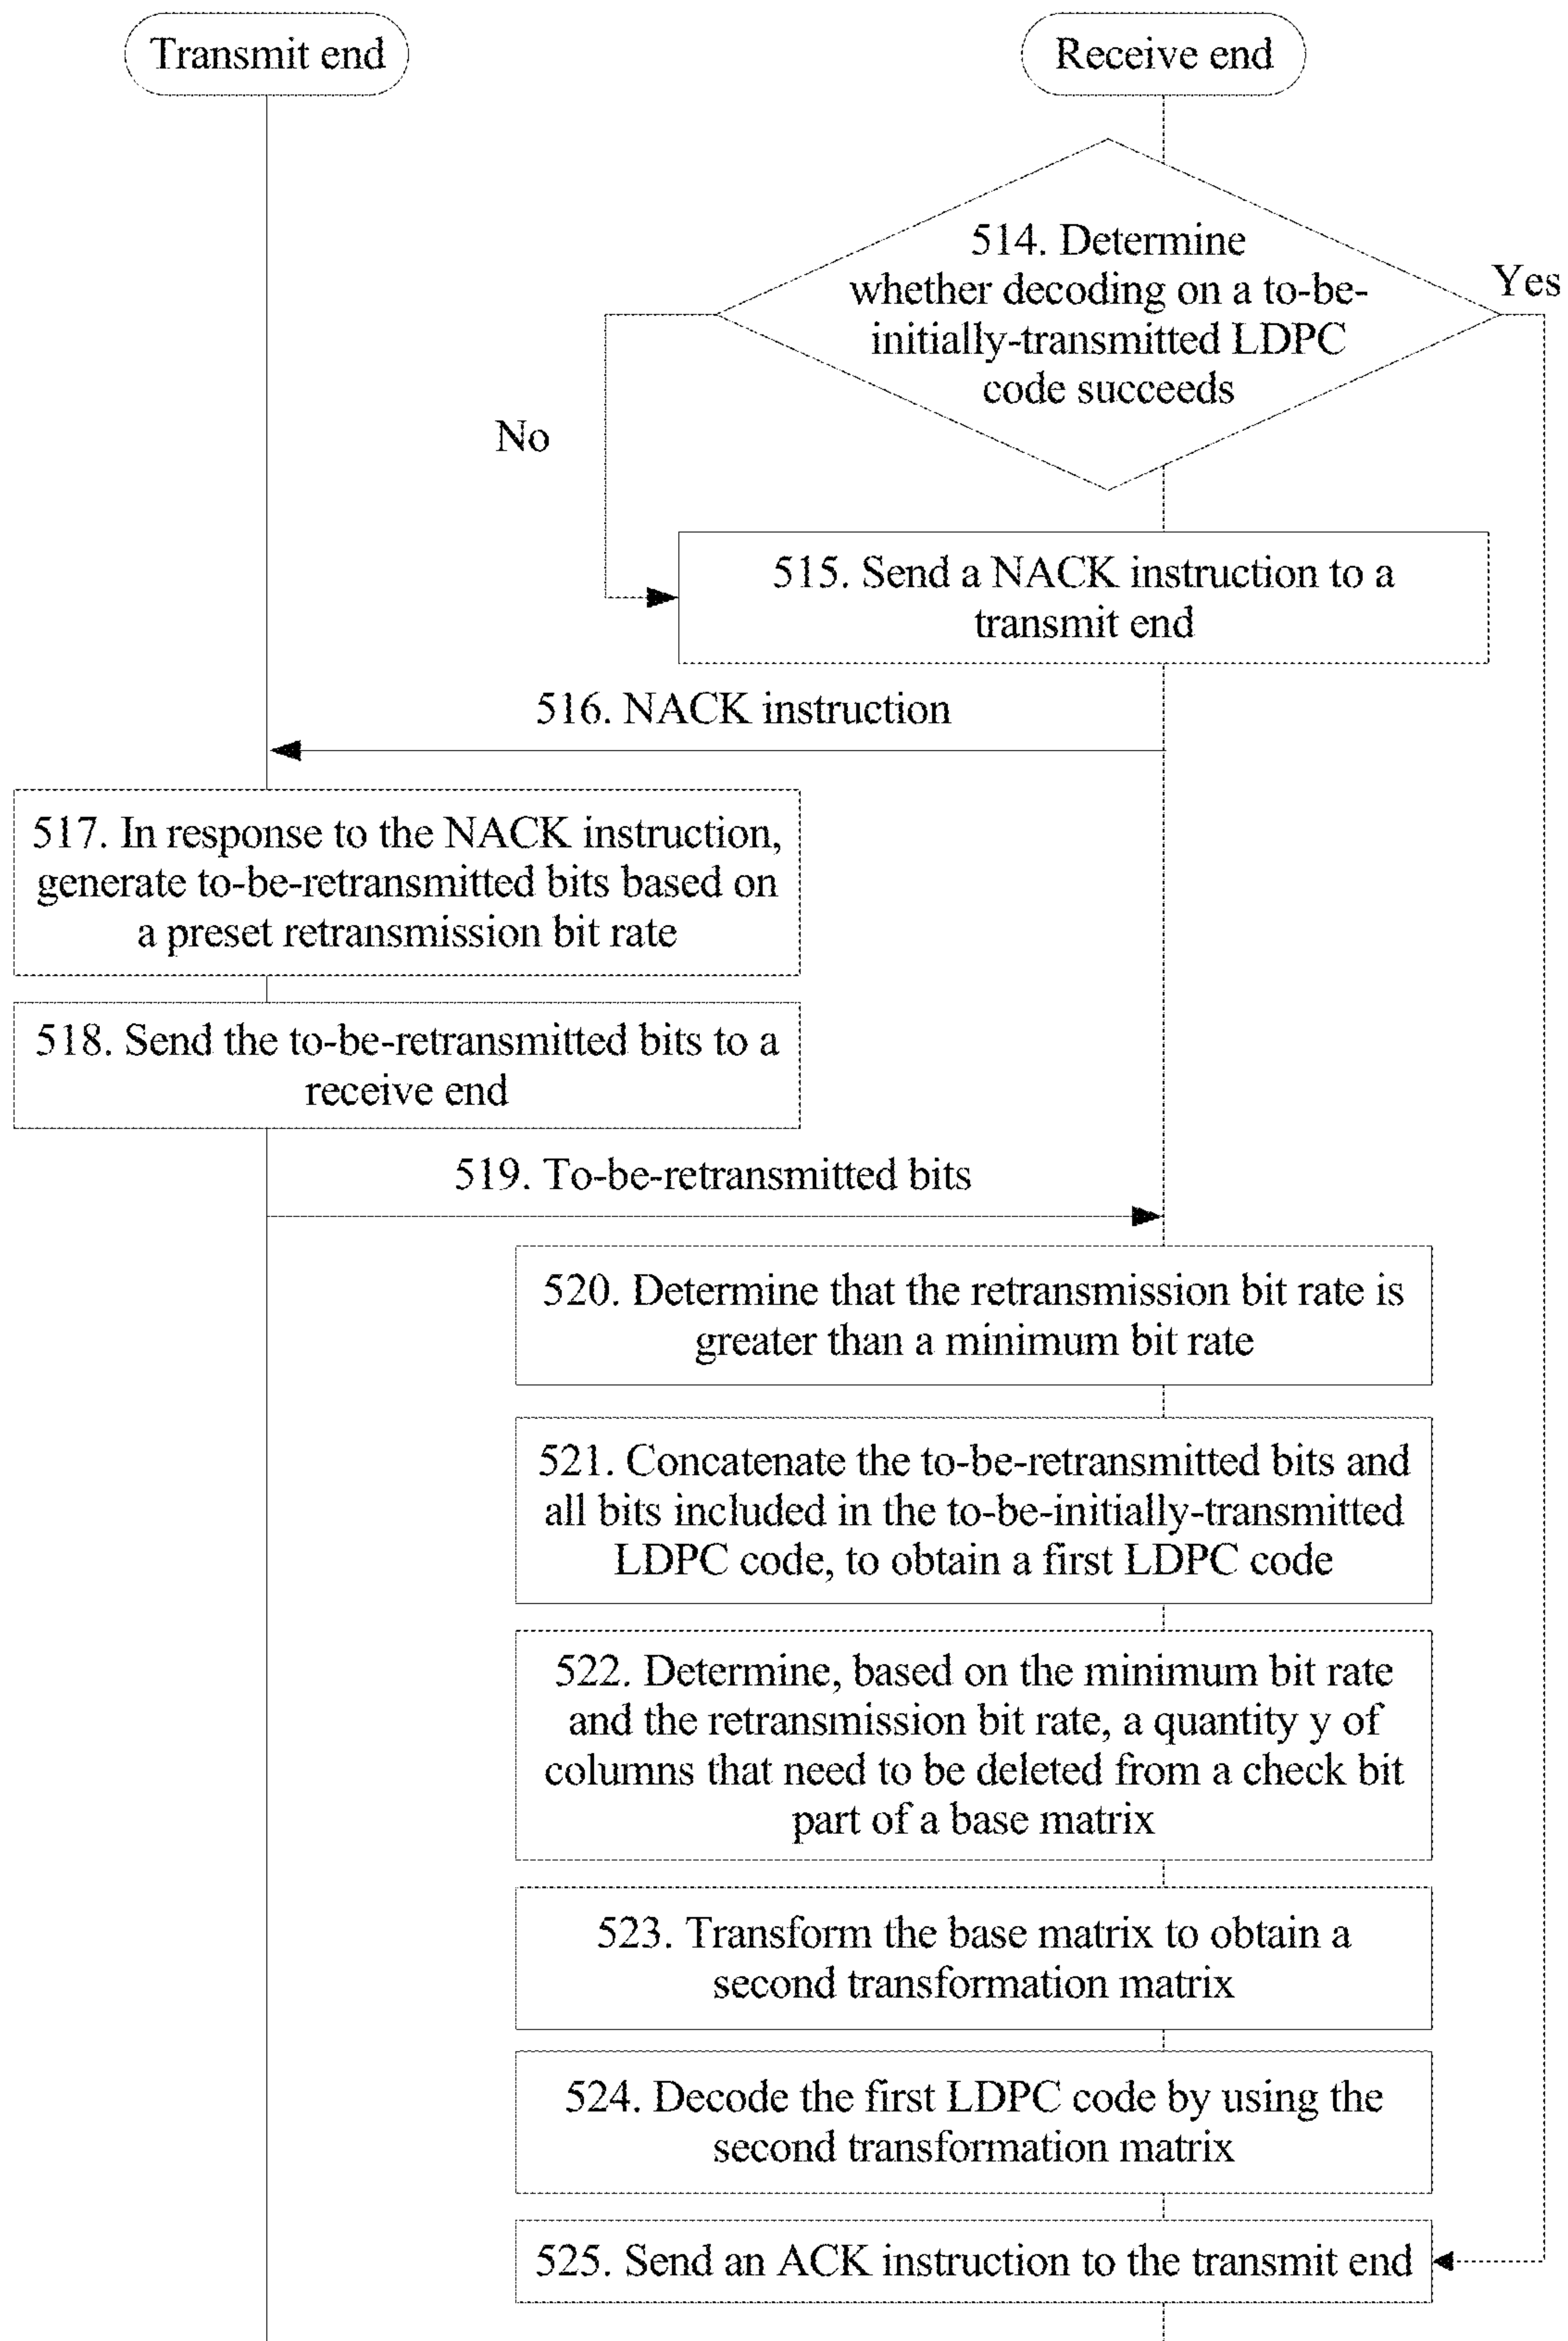 Transmit end
Receive end
514. Determine
whether decoding on a to-be-
initially-transmitted LDPC
code succeeds
Yes
No
515. Send a NACK instruction to a
transmit end
516. NACK instruction
517. In response to the NACK instruction,
generate to-be-retransmitted bits based on
a preset retransmission bit rate
518. Send the to-be-retransmitted bits to a
receive end
519. To-be-retransmitted bits
520. Determine that the retransmission bit rate is
greater than a minimum bit rate
521. Concatenate the to-be-retransmitted bits and
all bits included in the to-be-initially-transmitted
LDPC code, to obtain a first LDPC code
522. Determine, based on the minimum bit rate
and the retransmission bit rate, a quantity y of
columns that need to be deleted from a check bit
part of a base matrix
523. Transform the base matrix to obtain a
second transformation matrix
524. Decode the first LDPC code by using the
second transformation matrix
525. Send an ACK instruction to the transmit end